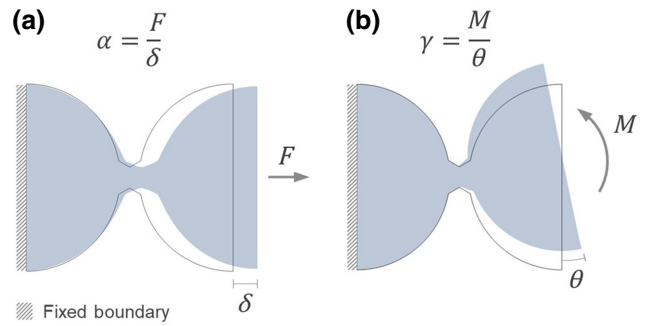 (a)
α = F/δ
F
δ
Fixed boundary
(b)
γ = M/θ
M
θ